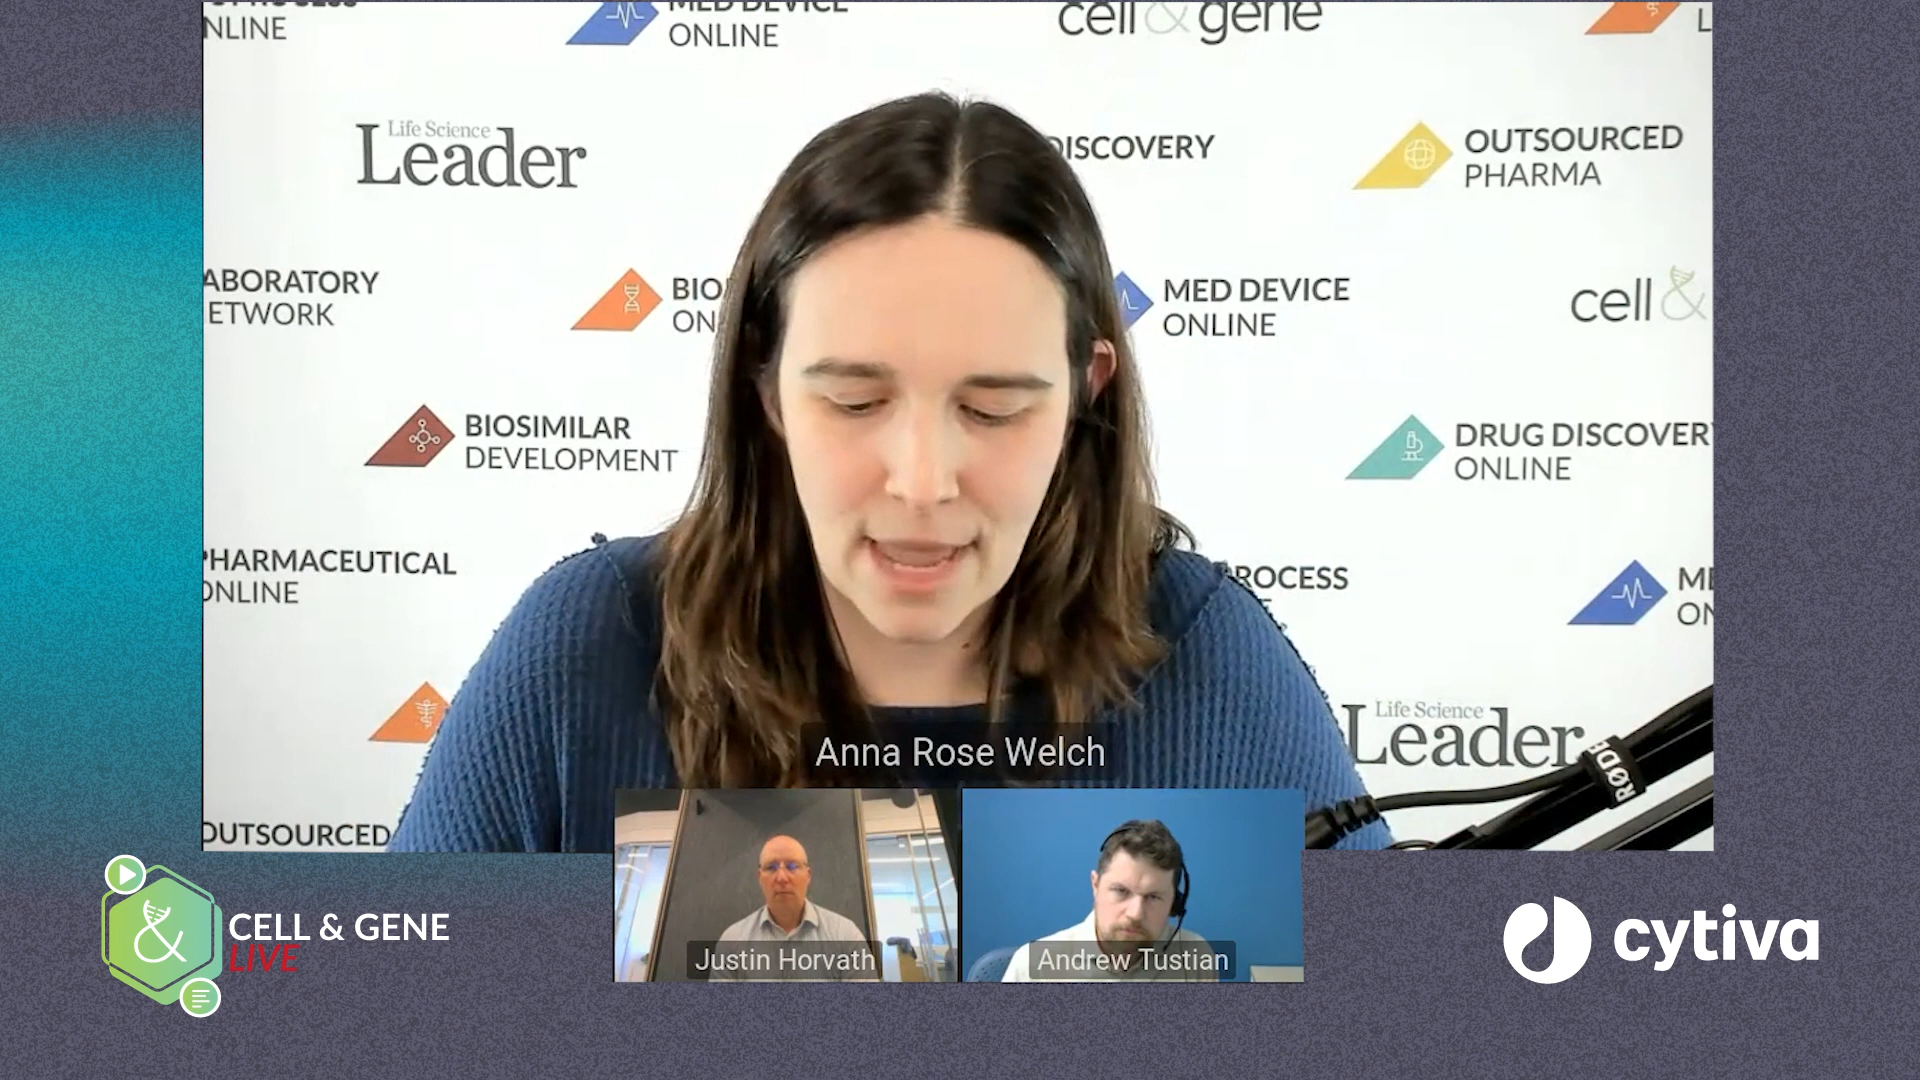 NLINE
MED DEVICE
ONLINE
cell & gene
L
Life Science
Leader
DISCOVERY
OUTSOURCED
PHARMA
ABORATORY
ETWORK
BIO
ON
MED DEVICE
ONLINE
cell &
BIOSIMILAR
DEVELOPMENT
DRUG DISCOVERY
ONLINE
PHARMACEUTICAL
ONLINE
PROCESS
ME
ON
Life Science
Leader
RØDE
Anna Rose Welch
OUTSOURCED
Justin Horvath
Andrew Tustian
&
CELL & GENE
LIVE
cytiva